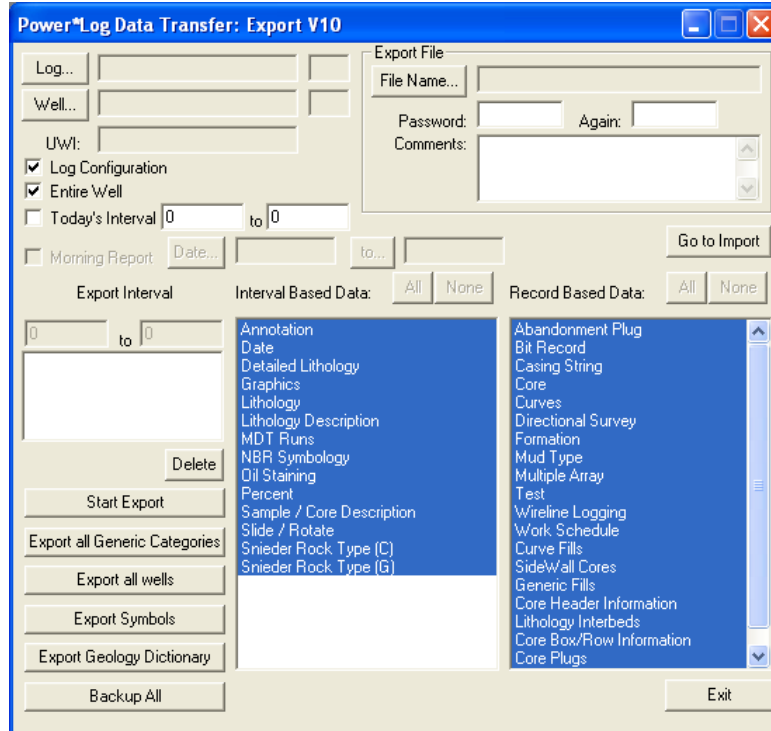 Power*Log Data Transfer: Export V10
Log...
Well...
UWI:
Log Configuration
Entire Well
Today's Interval 0 to 0
Morning Report Date... to...
Export File
File Name...
Password: Again:
Comments:
Go to Import
Export Interval
0 to 0
Delete
Start Export
Export all Generic Categories
Export all wells
Export Symbols
Export Geology Dictionary
Backup All
Interval Based Data: All None
Annotation
Date
Detailed Lithology
Graphics
Lithology
Lithology Description
MDT Runs
NBR Symbology
Oil Staining
Percent
Sample / Core Description
Slide / Rotate
Snieder Rock Type (C)
Snieder Rock Type (G)
Record Based Data: All None
Abandonment Plug
Bit Record
Casing String
Core
Curves
Directional Survey
Formation
Mud Type
Multiple Array
Test
Wireline Logging
Work Schedule
Curve Fills
SideWall Cores
Generic Fills
Core Header Information
Lithology Interbeds
Core Box/Row Information
Core Plugs
Exit